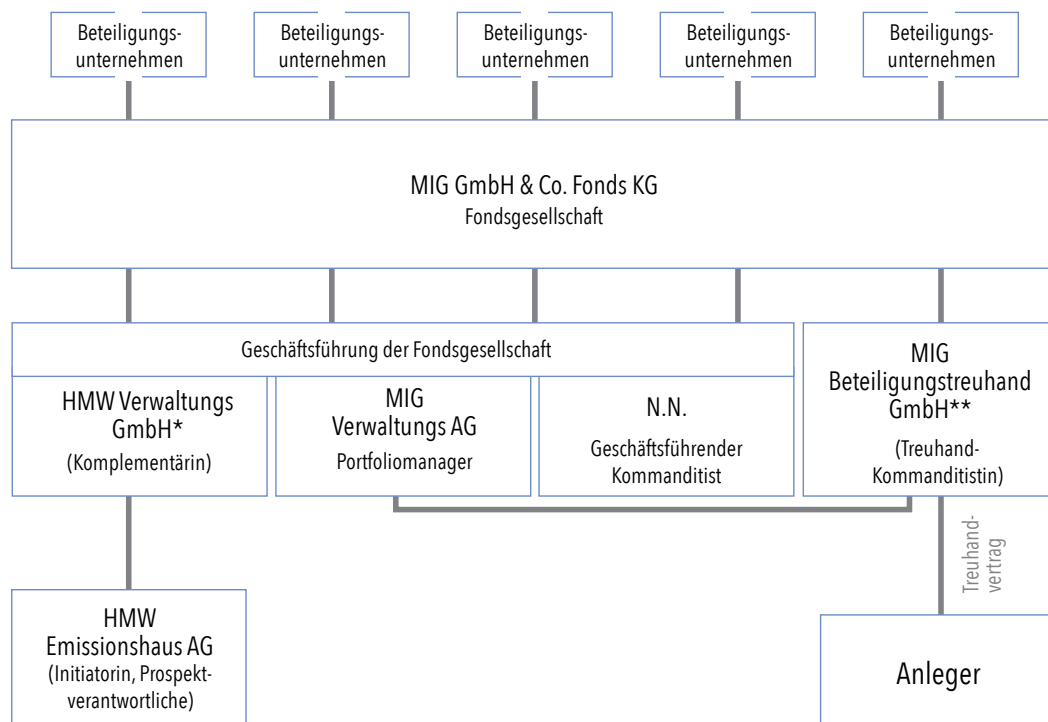 Beteiligungs-
unternehmen
Beteiligungs-
unternehmen
Beteiligungs-
unternehmen
Beteiligungs-
unternehmen
Beteiligungs-
unternehmen
MIG GmbH & Co. Fonds KG
Fondsgesellschaft
Geschäftsführung der Fondsgesellschaft
HMW Verwaltungs
GmbH*
(Komplementärin)
MIG
Verwaltungs AG
Portfoliomanager
N.N.
Geschäftsführender
Kommanditist
MIG
Beteiligungstreuhand
GmbH**
(Treuhand-
Kommanditistin)
Treuhand-
vertrag
HMW
Emissionshaus AG
(Initiatorin, Prospekt-
verantwortliche)
Anleger